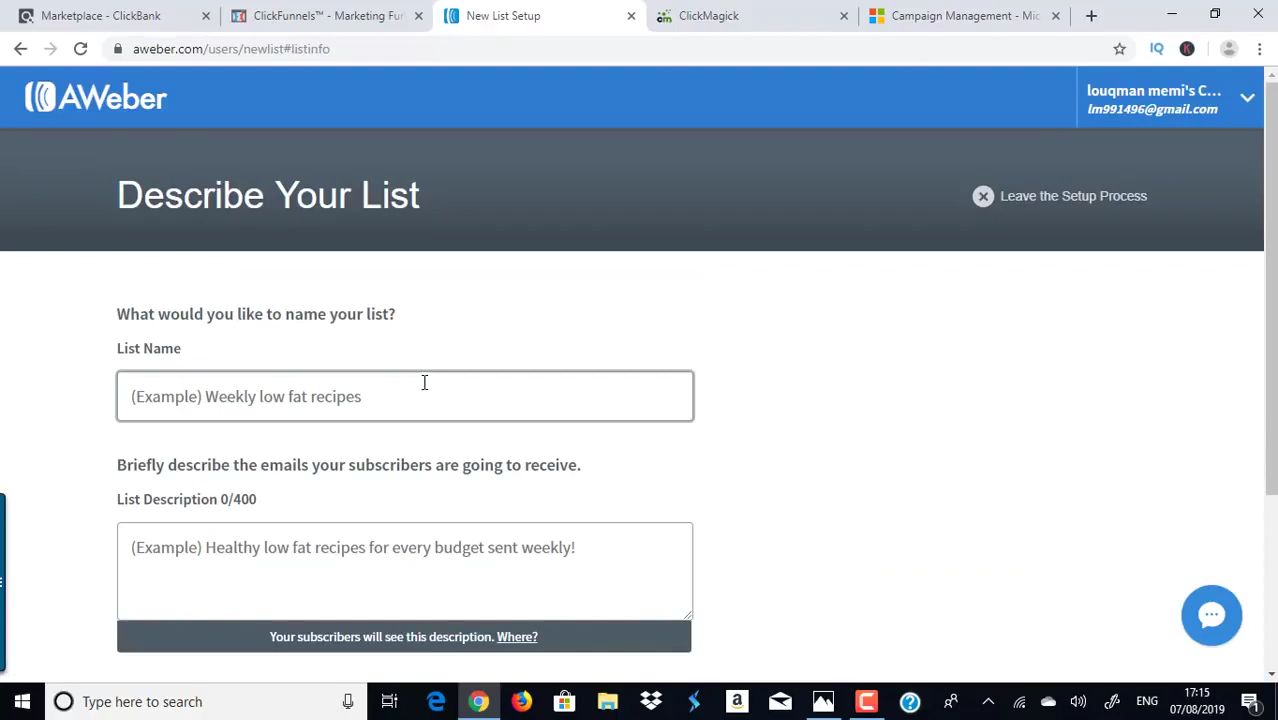 Marketplace - ClickBank
ClickFunnels™ - Marketing Fur
New List Setup
ClickMagick
Campaign Management - Mic
aweber.com/users/newlist#listinfo
IQ
K
AWeber
louqman memi's C...
lm991496@gmail.com
Describe Your List
Leave the Setup Process
What would you like to name your list?
List Name
(Example) Weekly low fat recipes
Briefly describe the emails your subscribers are going to receive.
List Description 0/400
(Example) Healthy low fat recipes for every budget sent weekly!
Your subscribers will see this description. Where?
Type here to search
ENG
17:15
07/08/2019
1